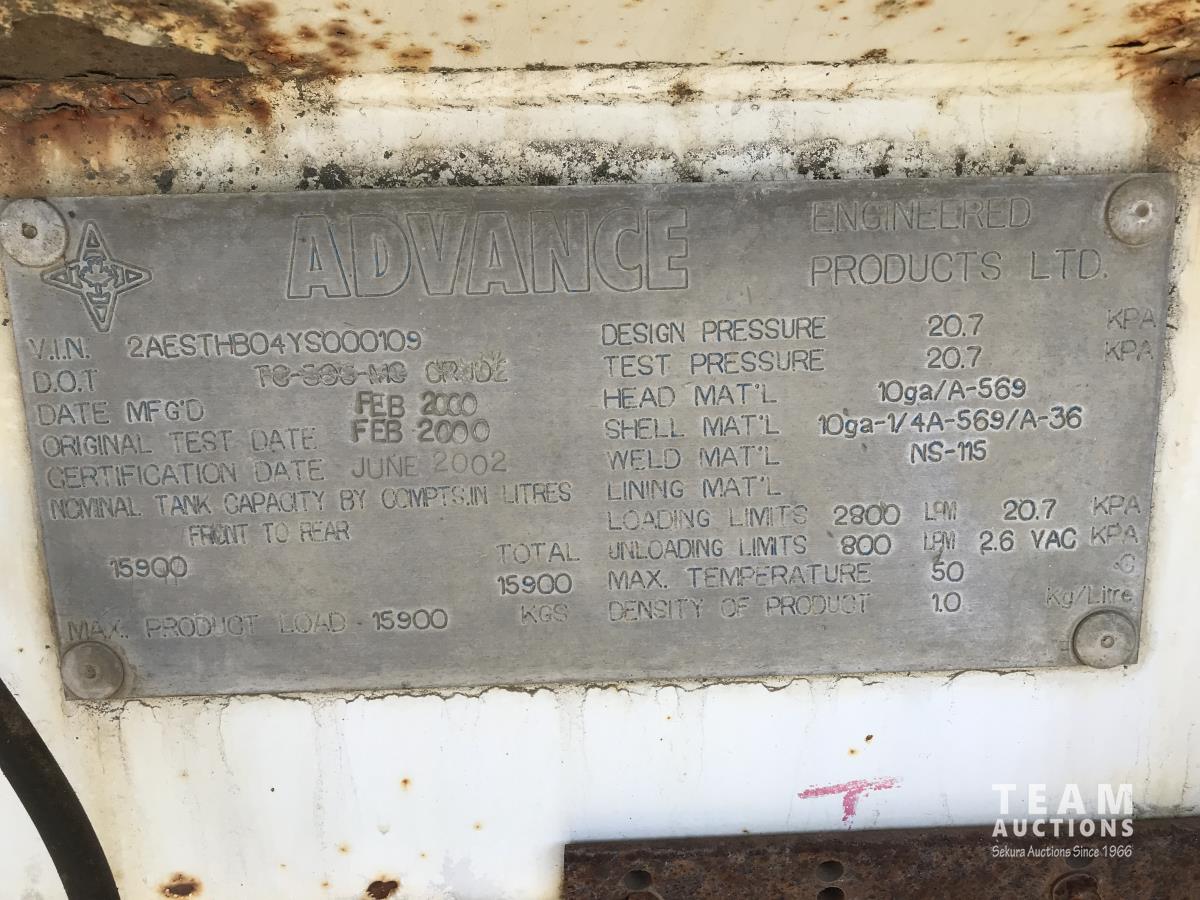 ADVANCE ENGINEERED
PRODUCTS LTD.
V.I.N. 2AESTHB04YS000109
D.O.T CRUDE
DATE MFG'D FEB 2000
ORIGINAL TEST DATE FEB 2000
CERTIFICATION DATE JUNE 2002
NOMINAL TANK CAPACITY BY COMPTS.IN LITRES
FRONT TO REAR
TOTAL
15900 15900
MAX. PRODUCT LOAD 15900 KGS
DESIGN PRESSURE 20.7 KPA
TEST PRESSURE 20.7 KPA
HEAD MAT'L 10ga/A-569
SHELL MAT'L 10ga-1/4A-569/A-36
WELD MAT'L NS-115
LINING MAT'L
LOADING LIMITS 2800 LPM 20.7 KPA
UNLOADING LIMITS 800 LPM 2.6 VAC KPA
MAX. TEMPERATURE 50 °C
DENSITY OF PRODUCT 1.0 Kg/Litre
TEAM
AUCTIONS
Sekura Auctions Since 1966